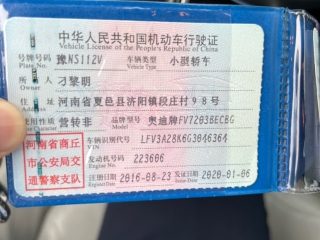 中华人民共和国机动车行驶证
Vehicle License of the People's Republic of China
号牌号码 豫NS112V 车辆类型 小型轿车
Plate No. Vehicle Type
所有人 刁黎明
Owner
住址 河南省夏邑县济阳镇段庄村98号
Address
使用性质 营转非 品牌型号 奥迪牌FV7203BECBG
Use Character Model
河南省商丘市公安局交通警察支队
车辆识别代号 LFV3A28K6G3046364
VIN
发动机号码 223606
Engine No.
注册日期 2016-08-23 发证日期 2020-01-06
Register Date Issue Date